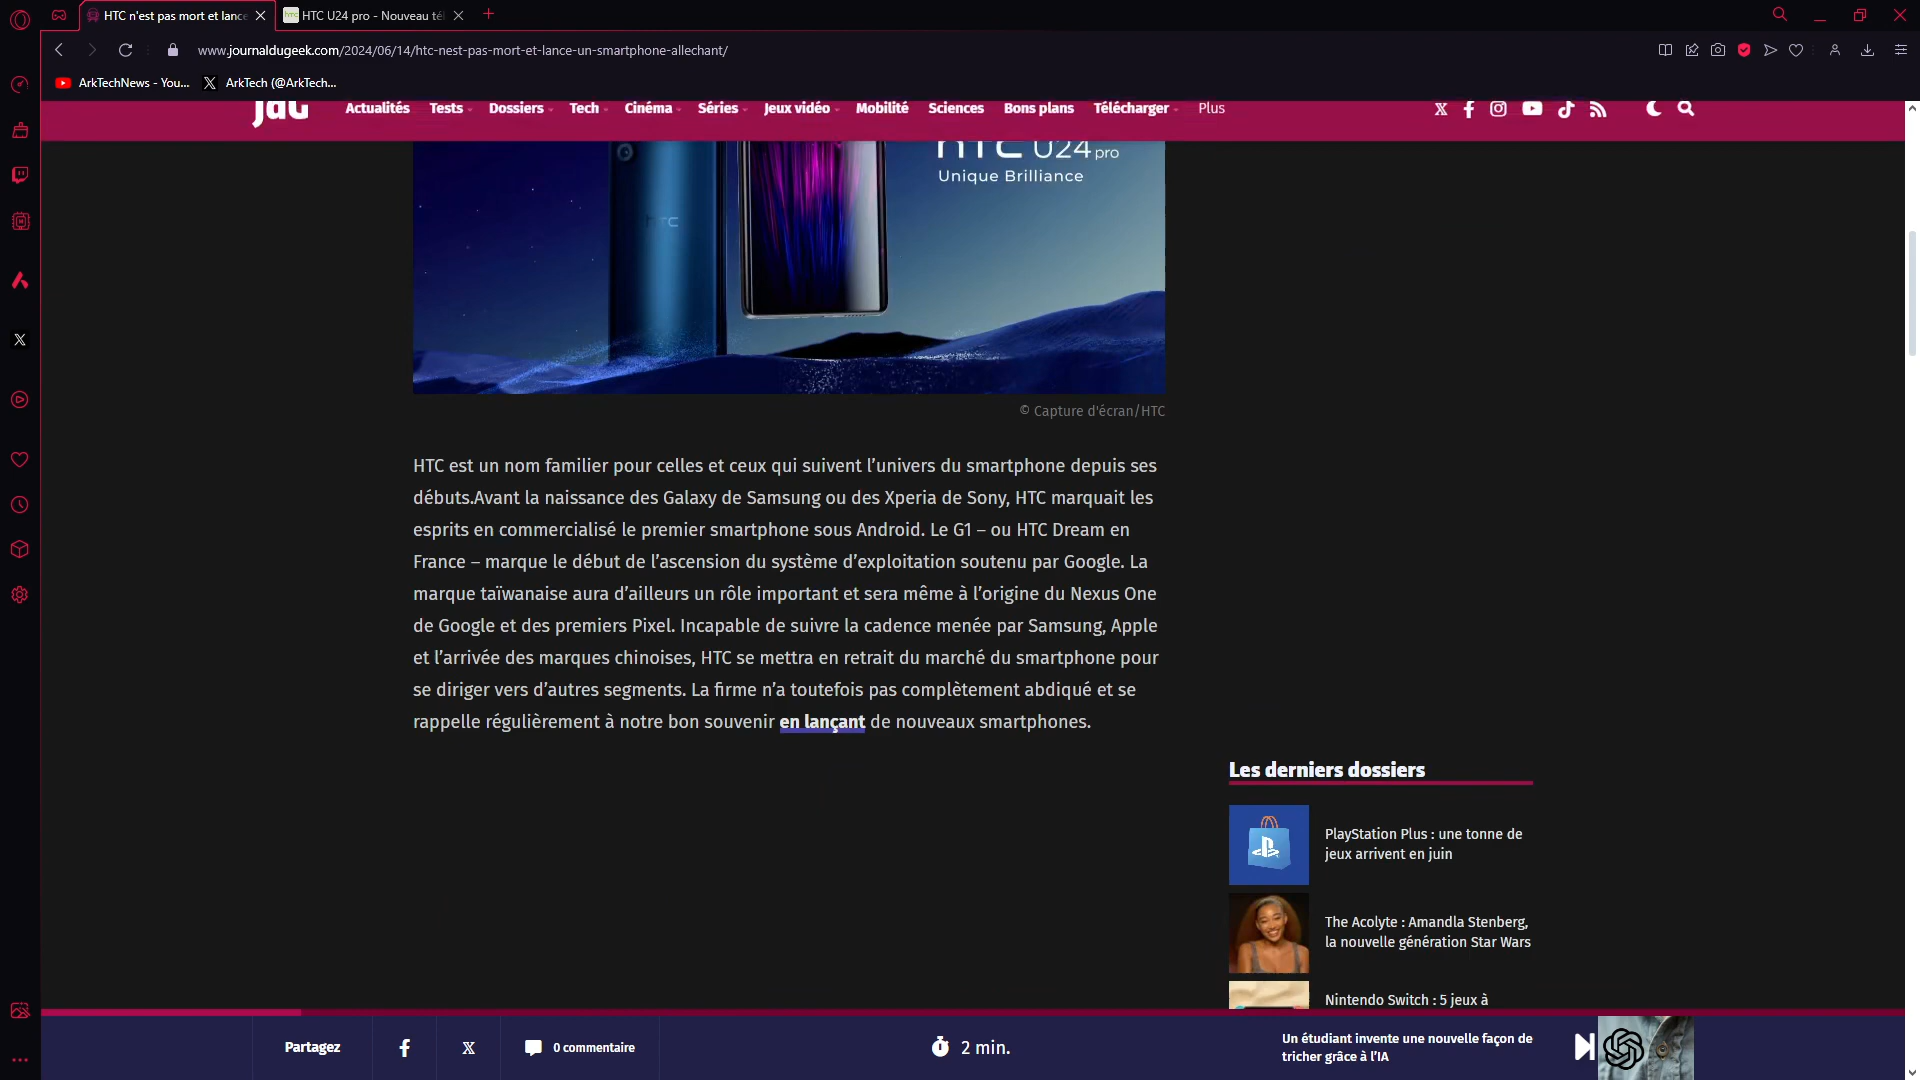 HTC n'est pas mort et lance
HTC U24 pro - Nouveau té
www.journaldugeek.com/2024/06/14/htc-nest-pas-mort-et-lance-un-smartphone-allechant/
ArkTechNews - You...
ArkTech (@ArkTech...
JDG
Actualités Tests Dossiers Tech Cinéma Séries Jeux vidéo Mobilité Sciences Bons plans Télécharger Plus
hTC U24 pro
Unique Brilliance
hTC
© Capture d'écran/HTC
HTC est un nom familier pour celles et ceux qui suivent l’univers du smartphone depuis ses
débuts.Avant la naissance des Galaxy de Samsung ou des Xperia de Sony, HTC marquait les
esprits en commercialisé le premier smartphone sous Android. Le G1 – ou HTC Dream en
France – marque le début de l’ascension du système d’exploitation soutenu par Google. La
marque taïwanaise aura d’ailleurs un rôle important et sera même à l’origine du Nexus One
de Google et des premiers Pixel. Incapable de suivre la cadence menée par Samsung, Apple
et l’arrivée des marques chinoises, HTC se mettra en retrait du marché du smartphone pour
se diriger vers d’autres segments. La firme n’a toutefois pas complètement abdiqué et se
rappelle régulièrement à notre bon souvenir en lançant de nouveaux smartphones.
Les derniers dossiers
PlayStation Plus : une tonne de
jeux arrivent en juin
The Acolyte : Amandla Stenberg,
la nouvelle génération Star Wars
Nintendo Switch : 5 jeux à
Partagez
0 commentaire
2 min.
Un étudiant invente une nouvelle façon de
tricher grâce à l’IA